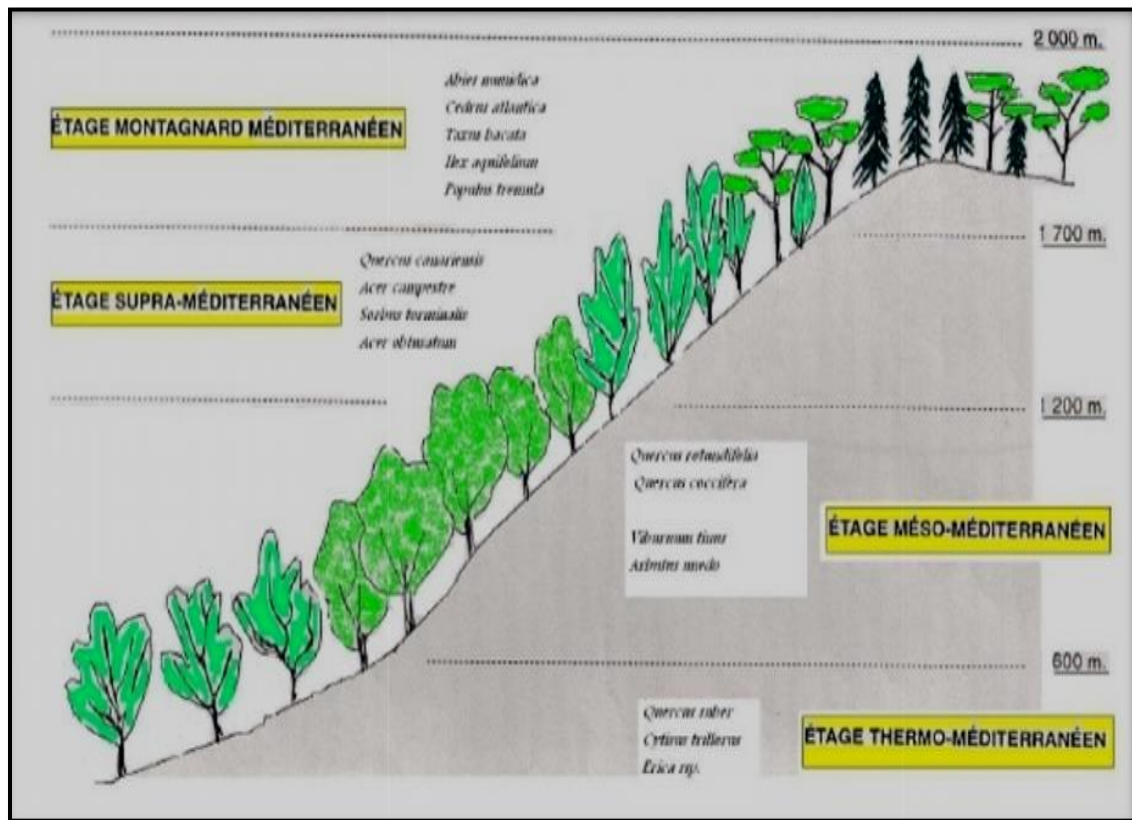 2 000 m.
ÉTAGE MONTAGNARD MÉDITERRANÉEN
Abies numidica
Cedrus atlantica
Taxus bacata
Ilex aquifolium
Populus tremula
1 700 m.
ÉTAGE SUPRA-MÉDITERRANÉEN
Quercus canariensis
Acer campestre
Sorbus torminalis
Acer obtusatum
1 200 m.
Quercus rotundifolia
Quercus coccifera
Viburnum tinus
ÉTAGE MÉSO-MÉDITERRANÉEN
600 m.
Quercus suber
Cytisus
Erica sp.
ÉTAGE THERMO-MÉDITERRANÉEN